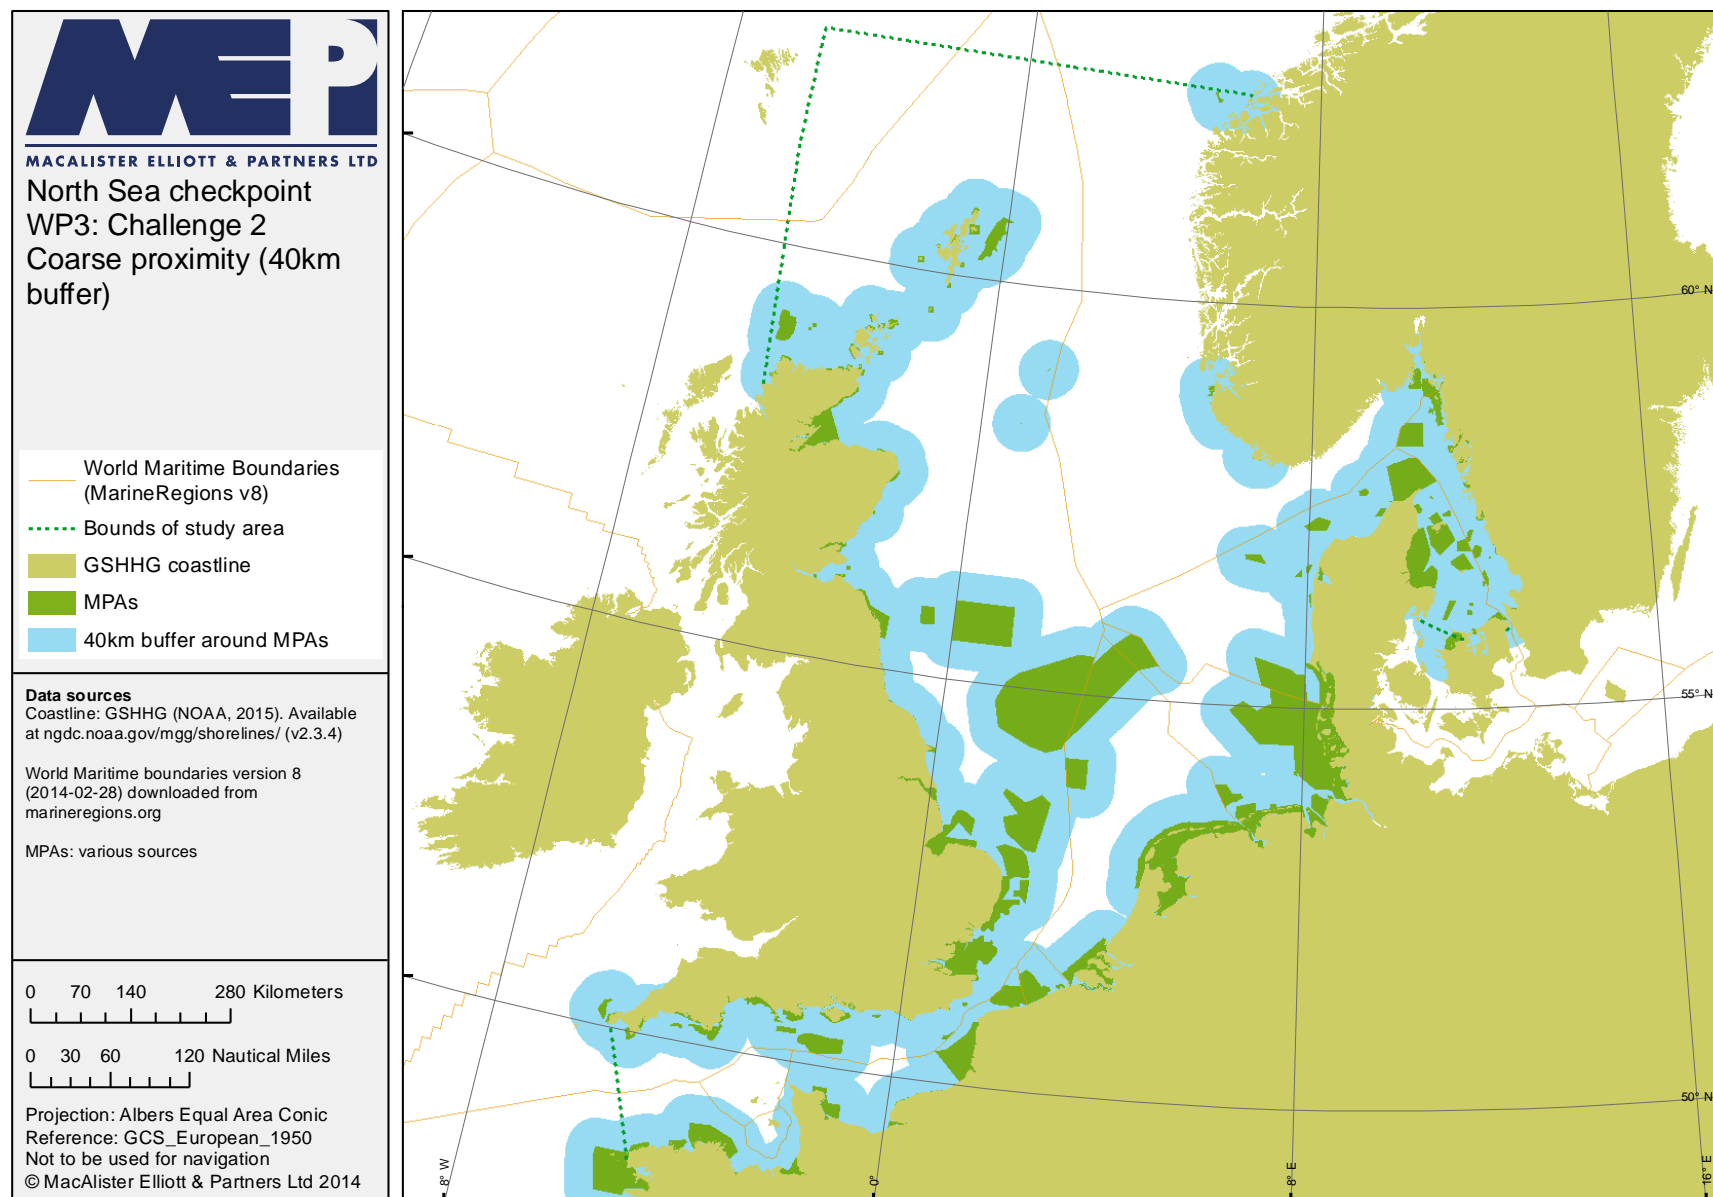 MEP
MACALISTER ELLIOTT & PARTNERS LTD
North Sea checkpoint
WP3: Challenge 2
Coarse proximity (40km
buffer)
World Maritime Boundaries
(MarineRegions v8)
Bounds of study area
GSHHG coastline
MPAs
40km buffer around MPAs
Data sources
Coastline: GSHHG (NOAA, 2015). Available
at ngdc.noaa.gov/mgg/shorelines/ (v2.3.4)
World Maritime boundaries version 8
(2014-02-28) downloaded from
marineregions.org
MPAs: various sources
0 70 140 280 Kilometers
0 30 60 120 Nautical Miles
Projection: Albers Equal Area Conic
Reference: GCS_European_1950
Not to be used for navigation
© MacAlister Elliott & Partners Ltd 2014
60° N
55° N
50° N
8° W
0°
8° E
16° E